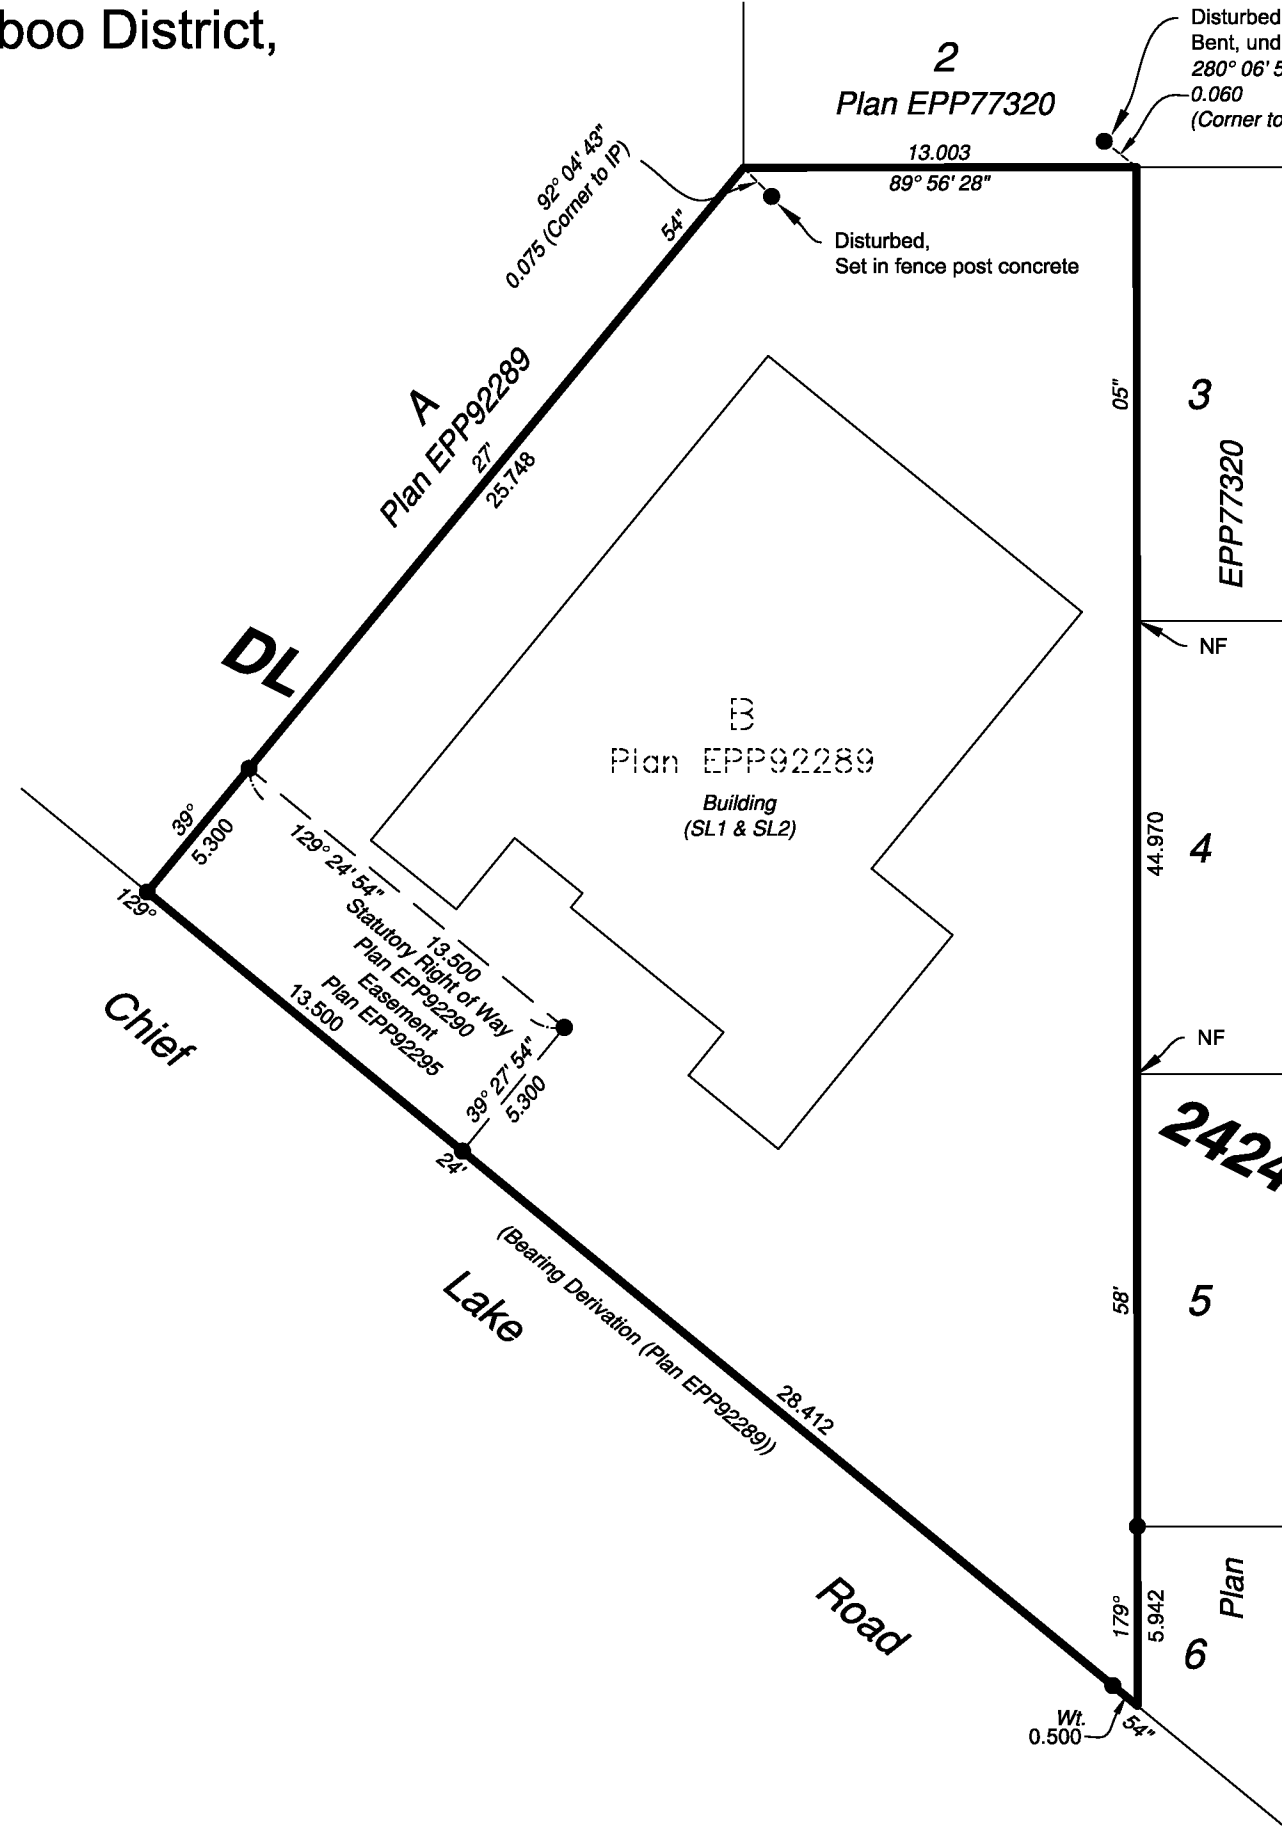 boo District,
2
Plan EPP77320
Disturbed
Bent, und
280° 06' 5
0.060
(Corner to
13.003
89° 56' 28"
92° 04' 43"
0.075 (Corner to IP)
54"
Disturbed,
Set in fence post concrete
A
Plan EPP92289
27'
25.748
05"
3
EPP77320
NF
DL
B
Plan EPP92289
Building
(SL1 & SL2)
39°
5.300
44.970
4
129° 24' 54"
13.500
129°
Statutory Right of Way
Plan EPP92290
Easement
Plan EPP92295
13.500
39° 27' 54"
5.300
24'
NF
2424
Chief
Lake
Road
(Bearing Derivation (Plan EPP92289))
28.412
58'
5
Plan
179°
5.942
6
Wt.
0.500
54"